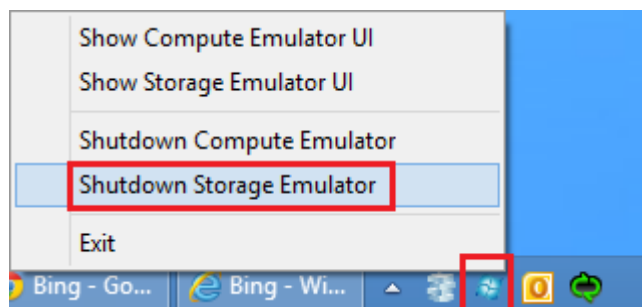 Show Compute Emulator UI
Show Storage Emulator UI
Shutdown Compute Emulator
Shutdown Storage Emulator
Exit
Bing - Go... Bing - Wi...